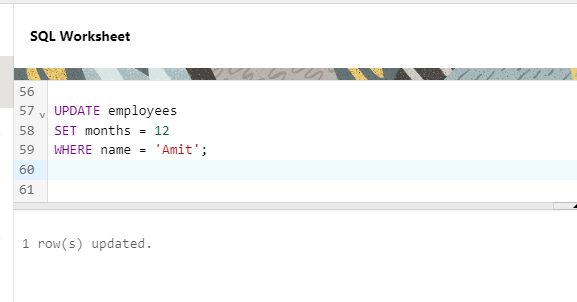 SQL Worksheet
56
57 UPDATE employees
58 SET months = 12
59 WHERE name = 'Amit';
60
61
1 row(s) updated.